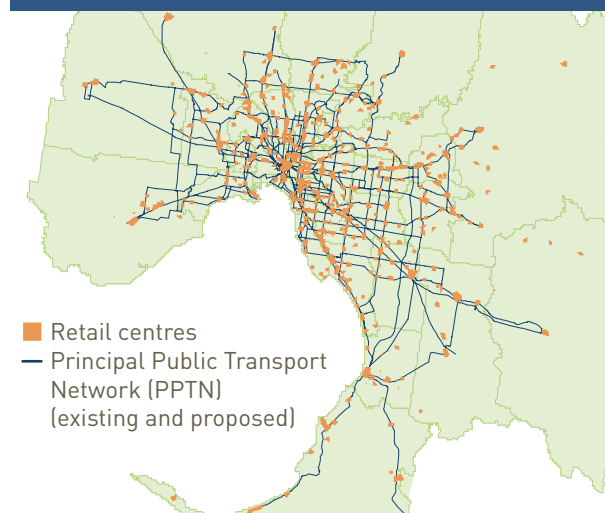 Retail centres
Principal Public Transport
Network (PPTN)
(existing and proposed)